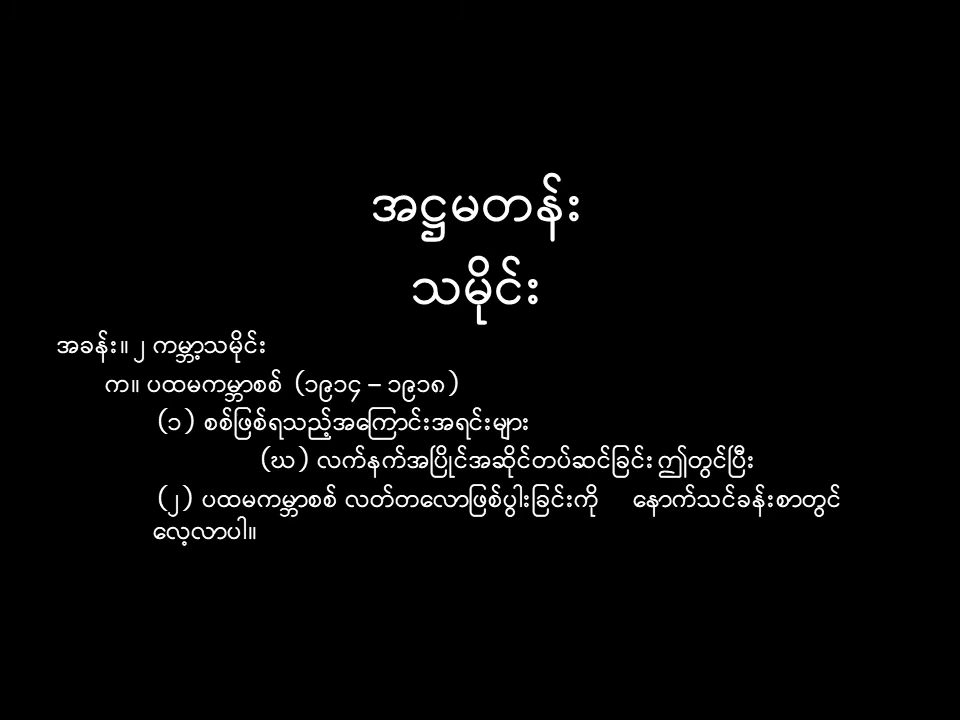 အဋ္ဌမတန်း
သမိုင်း
အခန်း။ ၂ ကမ္ဘာ့သမိုင်း
က။ ပထမကမ္ဘာစစ် (၁၉၁၄ – ၁၉၁၈)
(၁) စစ်ဖြစ်ရသည့်အကြောင်းအရင်းများ
(ဃ) လက်နက်အပြိုင်အဆိုင်တပ်ဆင်ခြင်း ဤတွင်ပြီး
(၂) ပထမကမ္ဘာစစ် လတ်တလောဖြစ်ပွါးခြင်းကို နောက်သင်ခန်းစာတွင်
လေ့လာပါ။